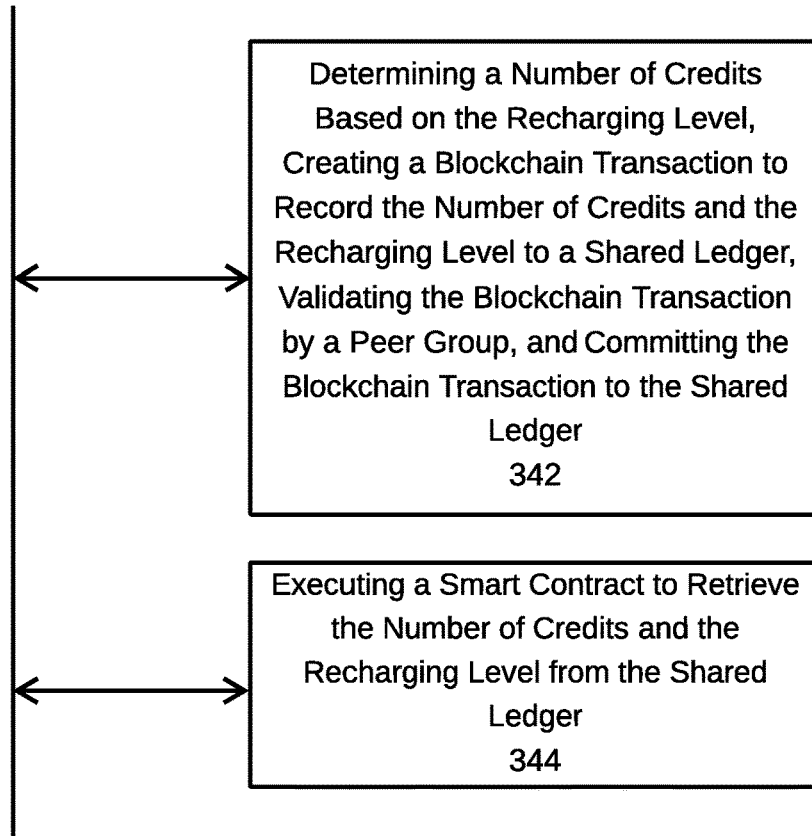 Determining a Number of Credits
Based on the Recharging Level,
Creating a Blockchain Transaction to
Record the Number of Credits and the
Recharging Level to a Shared Ledger,
Validating the Blockchain Transaction
by a Peer Group, and Committing the
Blockchain Transaction to the Shared
Ledger
342
Executing a Smart Contract to Retrieve
the Number of Credits and the
Recharging Level from the Shared
Ledger
344